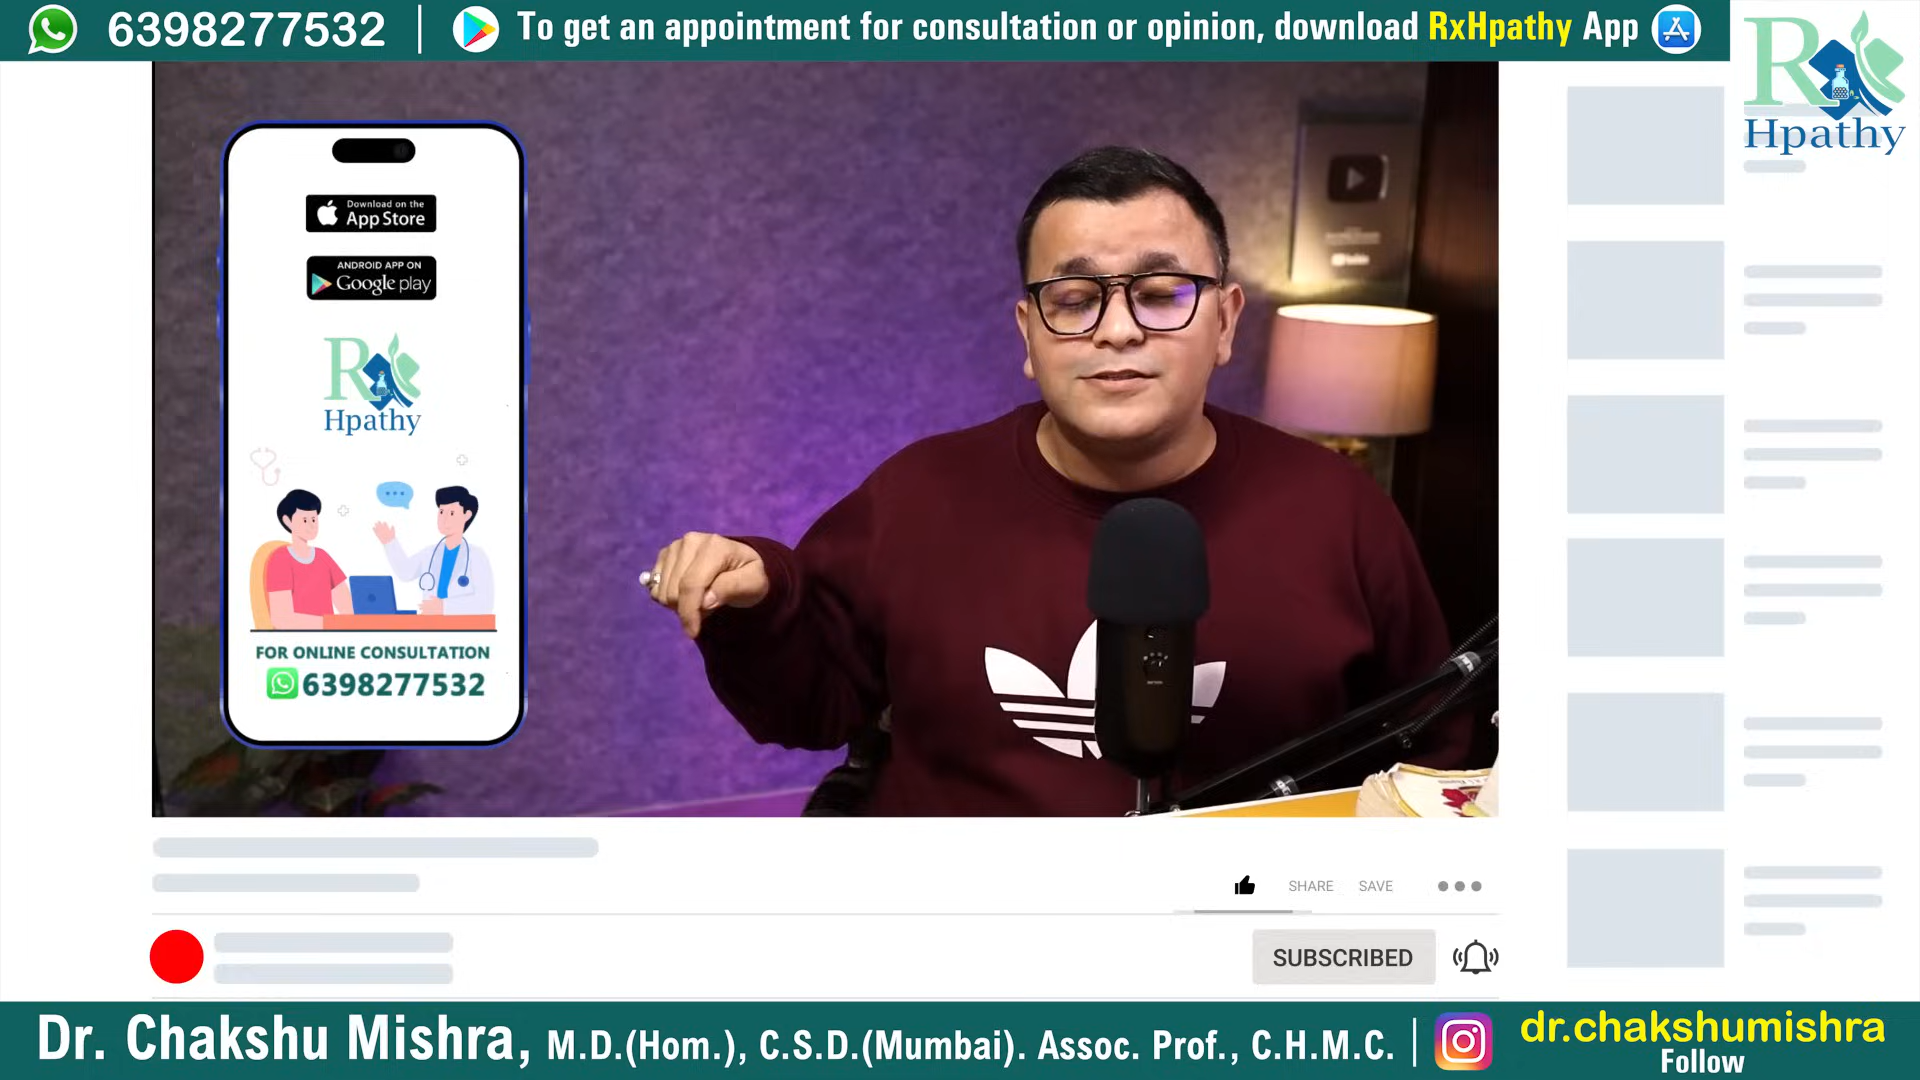 6398277532
To get an appointment for consultation or opinion, download RxHpathy App
Rx
Hpathy
Download on the
App Store
ANDROID APP ON
Google play
Rx
Hpathy
FOR ONLINE CONSULTATION
6398277532
SHARE SAVE
SUBSCRIBED
Dr. Chakshu Mishra, M.D.(Hom.), C.S.D.(Mumbai). Assoc. Prof., C.H.M.C.
dr.chakshumishra
Follow